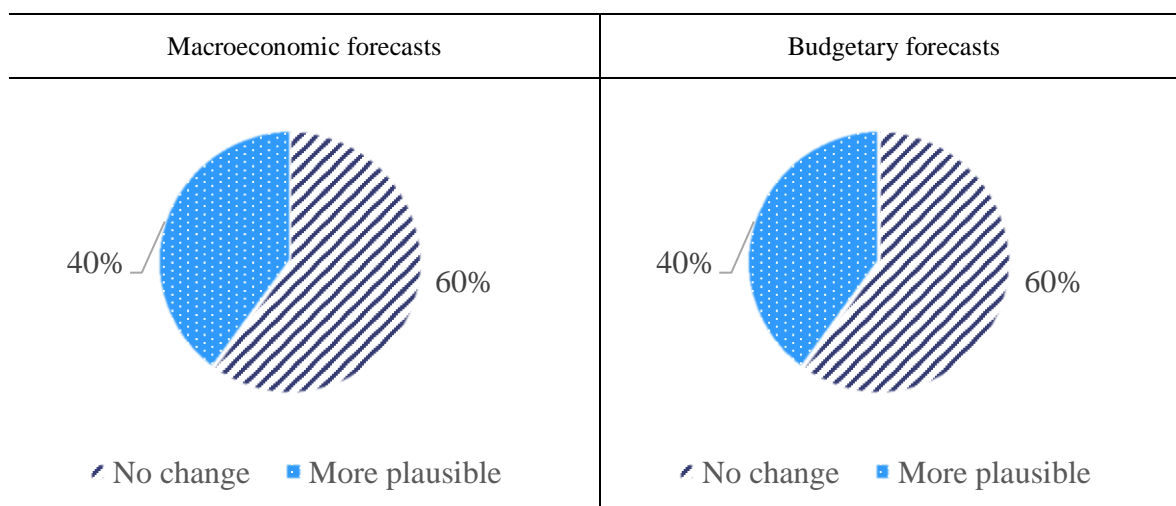 Macroeconomic forecasts
Budgetary forecasts
40%
60%
40%
60%
No change More plausible
No change More plausible